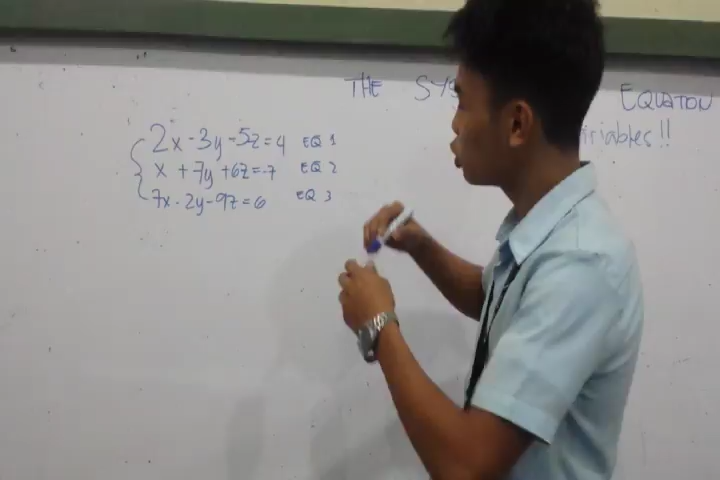 THE SYS EQUATON
riables!!
2x-3y-5z=4 EQ 1
x+7y+6z=-7 EQ 2
7x-2y-9z=6 EQ 3